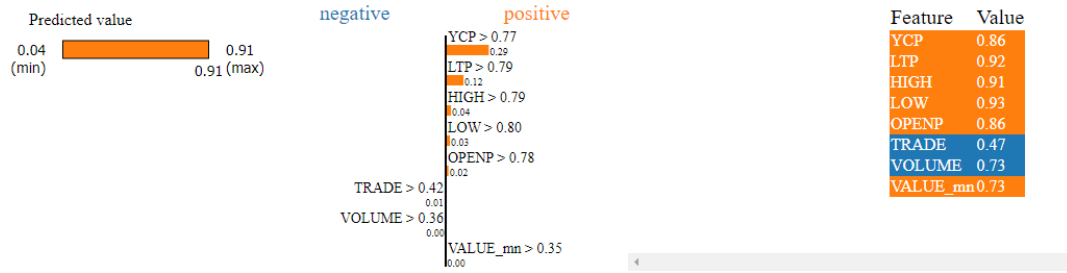 Predicted value
0.04
(min)
0.91
(max)
0.91
negative
positive
YCP > 0.77
0.29
LTP > 0.79
0.12
HIGH > 0.79
0.04
LOW > 0.80
0.03
OPENP > 0.78
0.02
TRADE > 0.42
0.01
VOLUME > 0.36
0.00
VALUE_mn > 0.35
0.00
Feature Value
YCP 0.86
LTP 0.92
HIGH 0.91
LOW 0.93
OPENP 0.86
TRADE 0.47
VOLUME 0.73
VALUE_mn 0.73